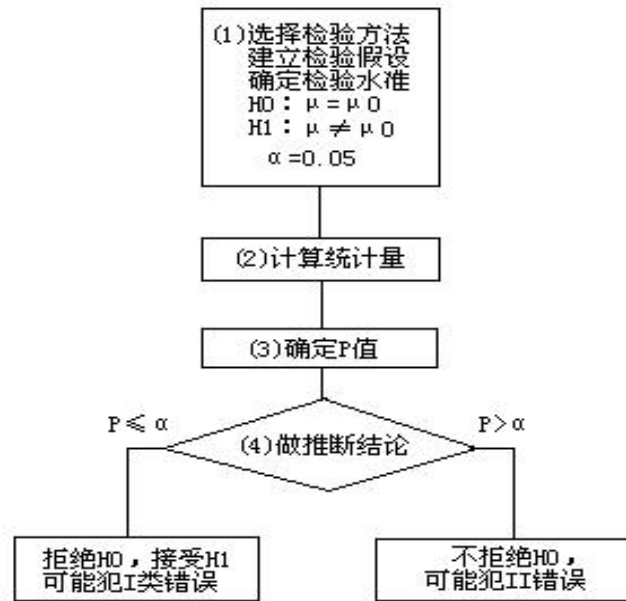 (1)选择检验方法
建立检验假设
确定检验水准
H0：μ=μ0
H1：μ≠μ0
α=0.05
(2)计算统计量
(3)确定P值
P≤α
P>α
(4)做推断结论
拒绝H0，接受H1
可能犯I类错误
不拒绝H0，
可能犯II错误